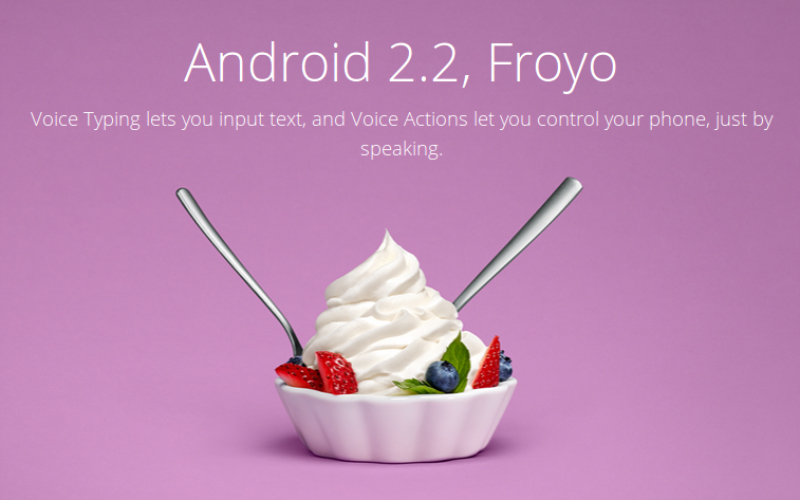 Android 2.2, Froyo
Voice Typing lets you input text, and Voice Actions let you control your phone, just by
speaking.